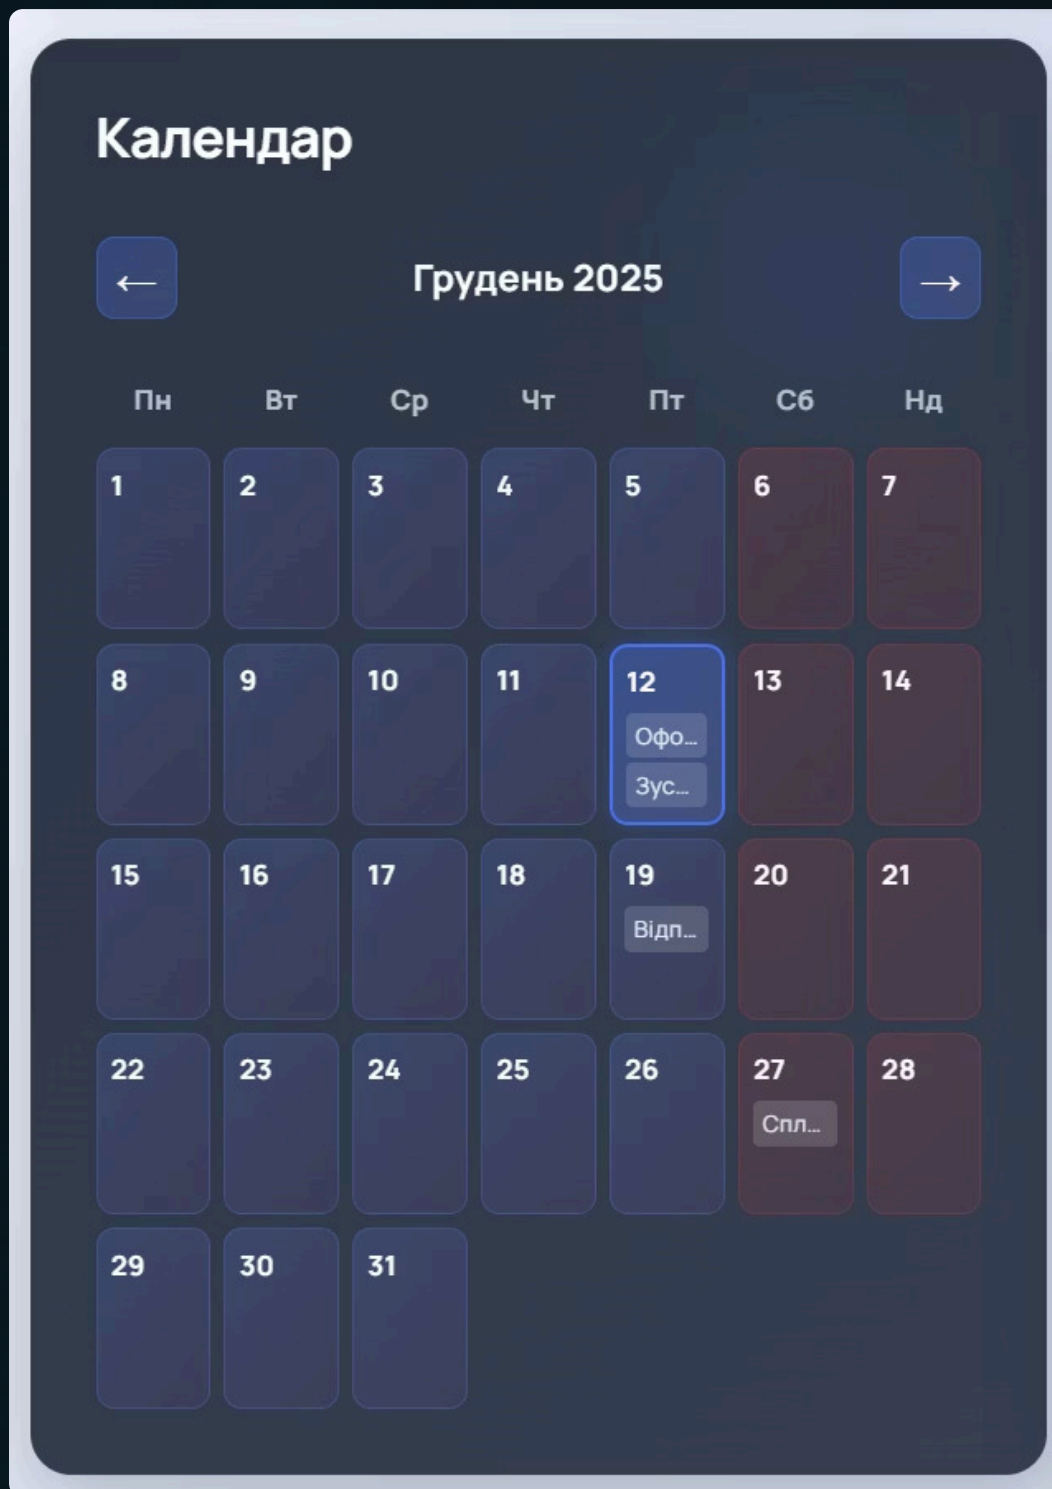 Календар
← Грудень 2025 →
Пн Вт Ср Чт Пт Сб Нд
1 2 3 4 5 6 7
8 9 10 11 12 13 14
Офо...
Зус...
15 16 17 18 19 20 21
Відп...
22 23 24 25 26 27 28
Спл...
29 30 31